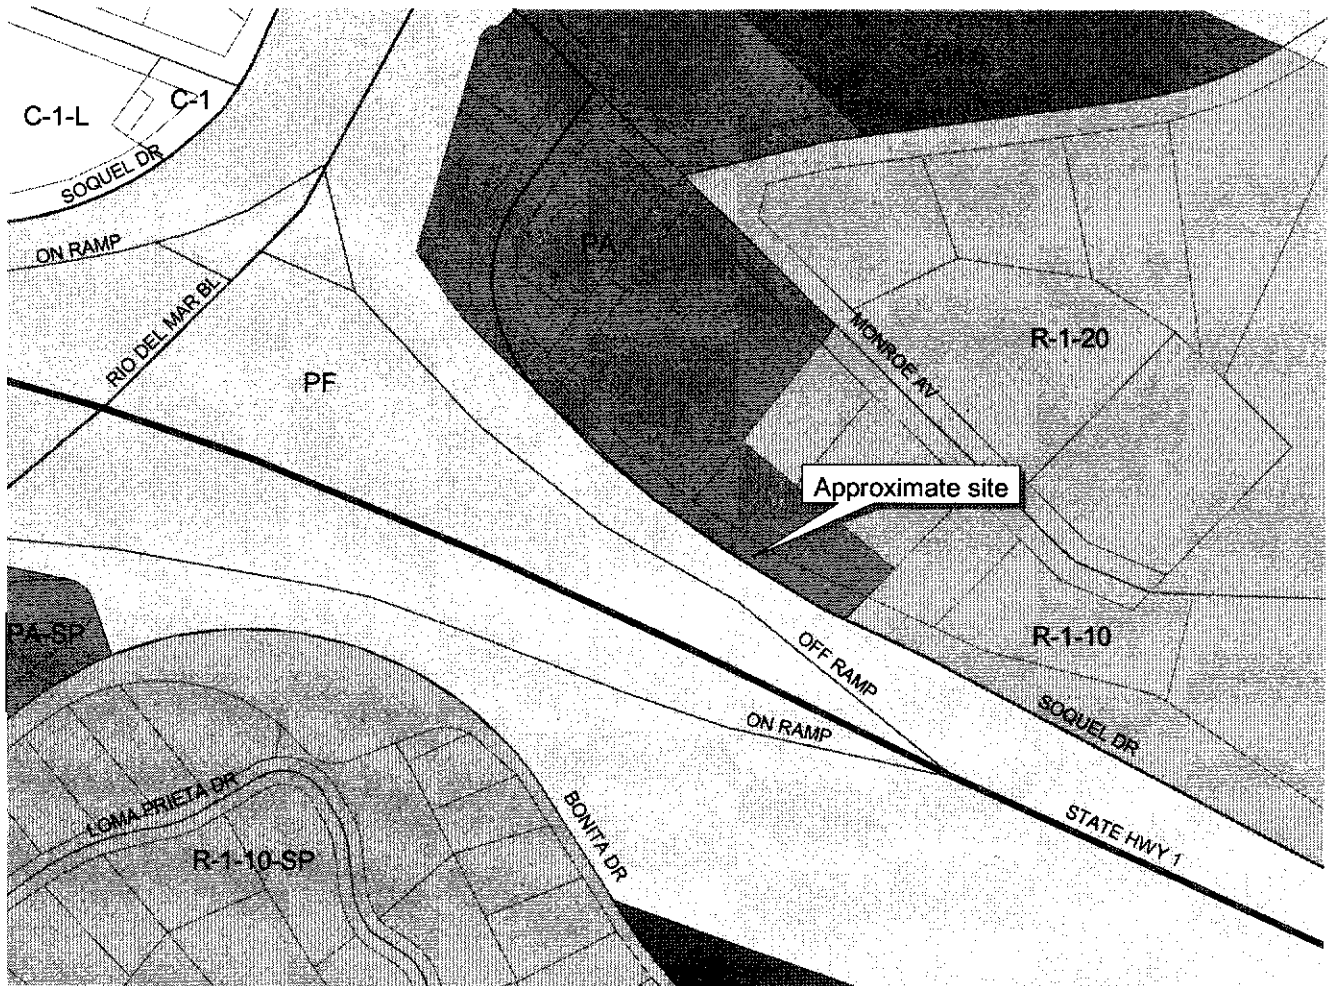 C-1
C-1-L
SOQUEL DR
ON RAMP
PA
RIO DEL MAR BL
MONROE AV
R-1-20
PF
Approximate site
PA-SP
R-1-10
OFF RAMP
ON RAMP
SOQUEL DR
LOMA PRIETA DR
BONITA DR
STATE HWY 1
R-1-10-SP